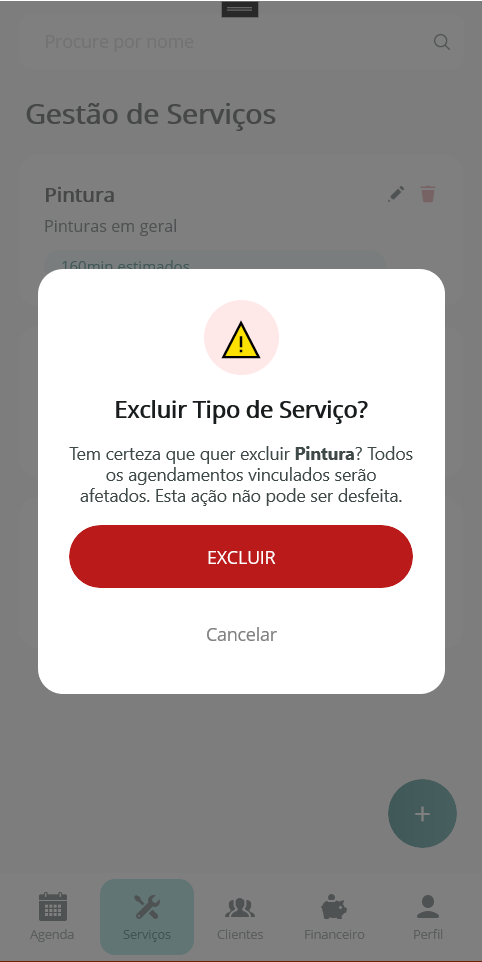 Procure por nome
Gestão de Serviços
Pintura
Pinturas em geral
160min estimados
Excluir Tipo de Serviço?
Tem certeza que quer excluir Pintura? Todos
os agendamentos vinculados serão
afetados. Esta ação não pode ser desfeita.
EXCLUIR
Cancelar
+
Agenda
Serviços
Clientes
Financeiro
Perfil